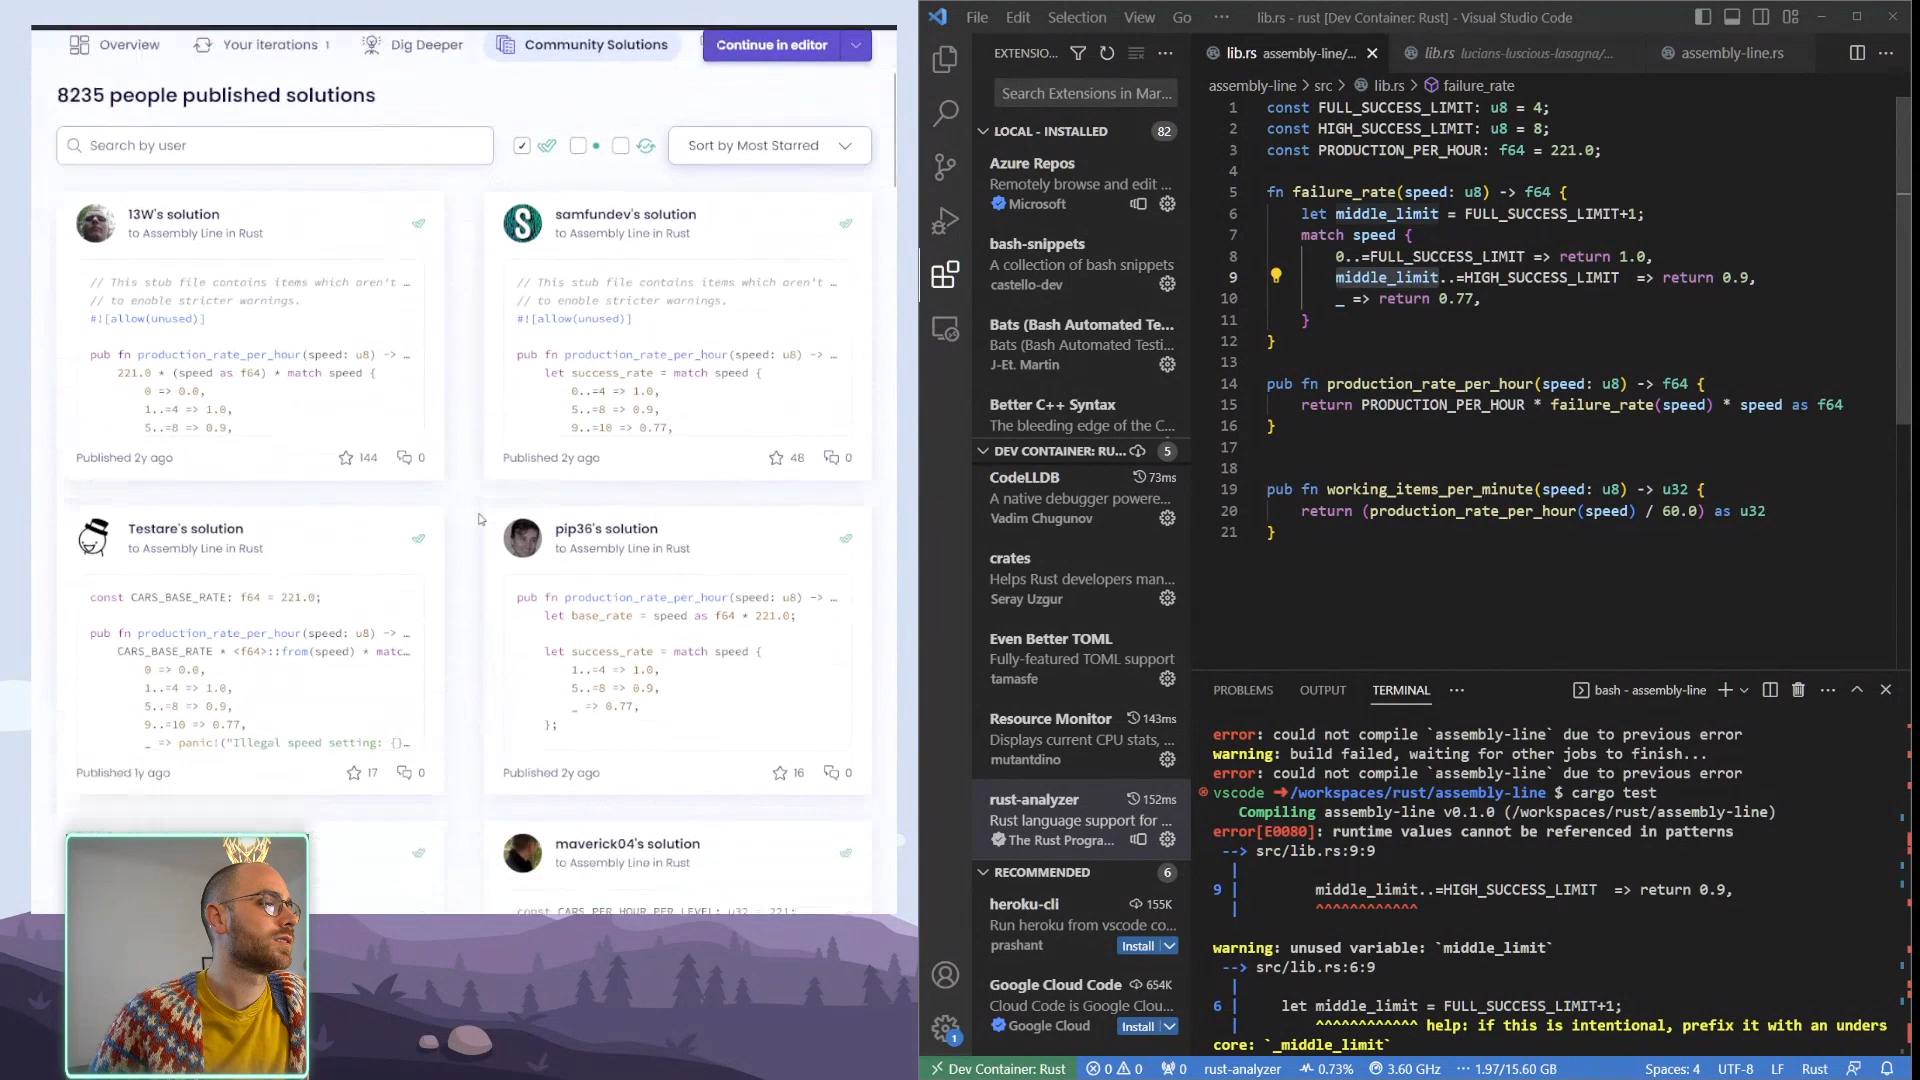 Overview
Your iterations 1
Dig Deeper
Community Solutions
Continue in editor
8235 people published solutions
Search by user
Sort by Most Starred
13W's solution
to Assembly Line in Rust
// This stub file contains items which aren't …
// to enable stricter warnings.
#![allow(unused)]
pub fn production_rate_per_hour(speed: u8) -> …
221.0 * (speed as f64) * match speed {
0 => 0.0,
1..=4 => 1.0,
5..=8 => 0.9,
Published 2y ago
144
0
samfundev's solution
to Assembly Line in Rust
// This stub file contains items which aren't …
// to enable stricter warnings.
#![allow(unused)]
pub fn production_rate_per_hour(speed: u8) -> …
let success_rate = match speed {
0..=4 => 1.0,
5..=8 => 0.9,
9..=10 => 0.77,
Published 2y ago
48
0
Testare's solution
to Assembly Line in Rust
const CARS_BASE_RATE: f64 = 221.0;
pub fn production_rate_per_hour(speed: u8) -> …
CARS_BASE_RATE * <f64>::from(speed) * matc…
0 => 0.0,
1..=4 => 1.0,
5..=8 => 0.9,
9..=10 => 0.77,
_ => panic!("Illegal speed setting: {}…
Published 1y ago
17
0
pip36's solution
to Assembly Line in Rust
pub fn production_rate_per_hour(speed: u8) -> …
let base_rate = speed as f64 * 221.0;
let success_rate = match speed {
1..=4 => 1.0,
5..=8 => 0.9,
_ => 0.77,
};
Published 2y ago
16
0
maverick04's solution
to Assembly Line in Rust
const CARS_PER_HOUR_PER_LEVEL: u32 = 221;
File Edit Selection View Go ···
lib.rs - rust [Dev Container: Rust] - Visual Studio Code
EXTENSIO...
Search Extensions in Mar...
LOCAL - INSTALLED 82
Azure Repos
Remotely browse and edit ...
Microsoft
bash-snippets
A collection of bash snippets
castello-dev
Bats (Bash Automated Te...
Bats (Bash Automated Testi...
J-Et. Martin
Better C++ Syntax
The bleeding edge of the C...
DEV CONTAINER: RU... 5
CodeLLDB 73ms
A native debugger powere...
Vadim Chugunov
crates
Helps Rust developers man...
Seray Uzgur
Even Better TOML
Fully-featured TOML support
tamasfe
Resource Monitor 143ms
Displays current CPU stats, ...
mutantdino
rust-analyzer 152ms
Rust language support for ...
The Rust Progra...
RECOMMENDED 6
heroku-cli 155K
Run heroku from vscode co...
prashant Install
Google Cloud Code 654K
Cloud Code is Google Clou...
Google Cloud Install
1
lib.rs assembly-line/...
lib.rs lucians-luscious-lasagna/...
assembly-line.rs
assembly-line > src > lib.rs > failure_rate
1 const FULL_SUCCESS_LIMIT: u8 = 4;
2 const HIGH_SUCCESS_LIMIT: u8 = 8;
3 const PRODUCTION_PER_HOUR: f64 = 221.0;
4
5 fn failure_rate(speed: u8) -> f64 {
6 let middle_limit = FULL_SUCCESS_LIMIT+1;
7 match speed {
8 0..=FULL_SUCCESS_LIMIT => return 1.0,
9 middle_limit..=HIGH_SUCCESS_LIMIT => return 0.9,
10 _ => return 0.77,
11 }
12 }
13
14 pub fn production_rate_per_hour(speed: u8) -> f64 {
15 return PRODUCTION_PER_HOUR * failure_rate(speed) * speed as f64
16 }
17
18
19 pub fn working_items_per_minute(speed: u8) -> u32 {
20 return (production_rate_per_hour(speed) / 60.0) as u32
21 }
PROBLEMS OUTPUT TERMINAL ···
bash - assembly-line
error: could not compile `assembly-line` due to previous error
warning: build failed, waiting for other jobs to finish...
error: could not compile `assembly-line` due to previous error
vscode ➜ /workspaces/rust/assembly-line $ cargo test
Compiling assembly-line v0.1.0 (/workspaces/rust/assembly-line)
error[E0080]: runtime values cannot be referenced in patterns
--> src/lib.rs:9:9
|
9 | middle_limit..=HIGH_SUCCESS_LIMIT => return 0.9,
| ^^^^^^^^^^^^
warning: unused variable: `middle_limit`
--> src/lib.rs:6:9
|
6 | let middle_limit = FULL_SUCCESS_LIMIT+1;
| ^^^^^^^^^^^^ help: if this is intentional, prefix it with an unders
core: `_middle_limit`
Dev Container: Rust
0 0
0
rust-analyzer
0.73%
3.60 GHz
1.97/15.60 GB
Spaces: 4
UTF-8
LF
Rust